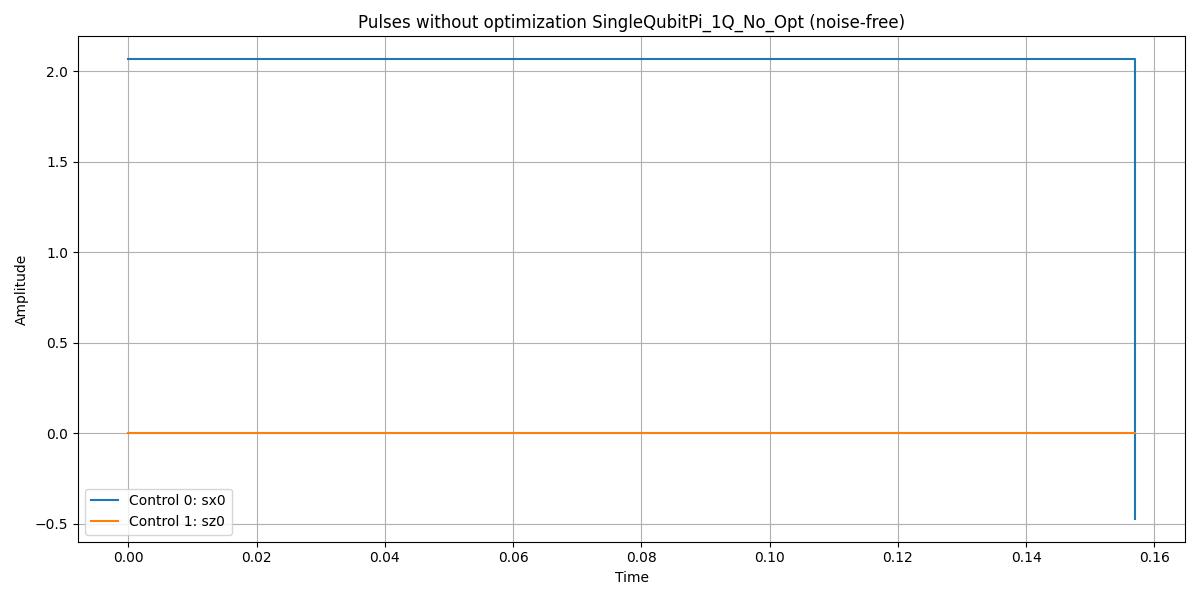 Pulses without optimization SingleQubitPi_1Q_No_Opt (noise-free)
Amplitude
2.0
1.5
1.0
0.5
0.0
−0.5
Control 0: sx0
Control 1: sz0
0.00 0.02 0.04 0.06 0.08 0.10 0.12 0.14 0.16
Time